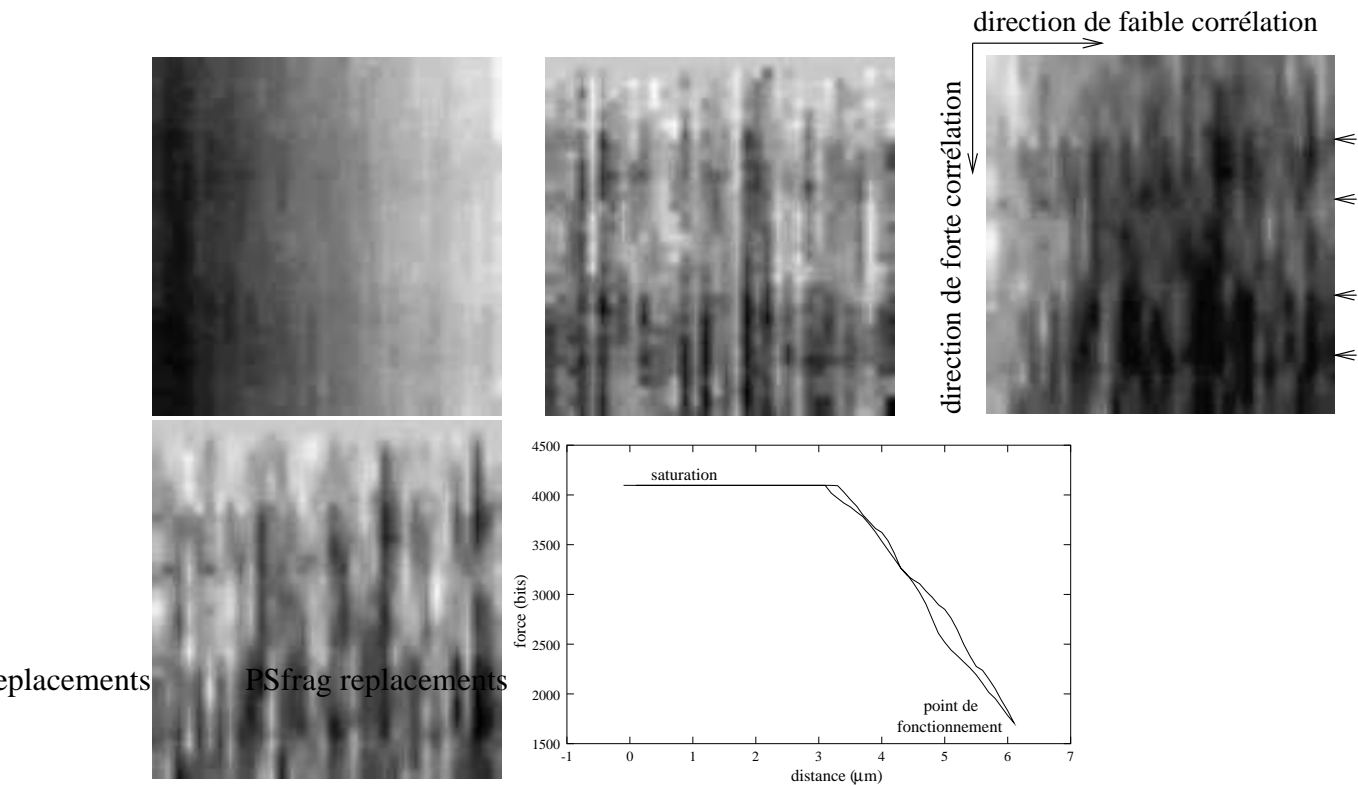 direction de faible corrélation
direction de forte corrélation
eplacements
PSfrag replacements
4500
4000
3500
3000
2500
2000
1500
force (bits)
saturation
point de
fonctionnement
-1 0 1 2 3 4 5 6 7
distance (µm)